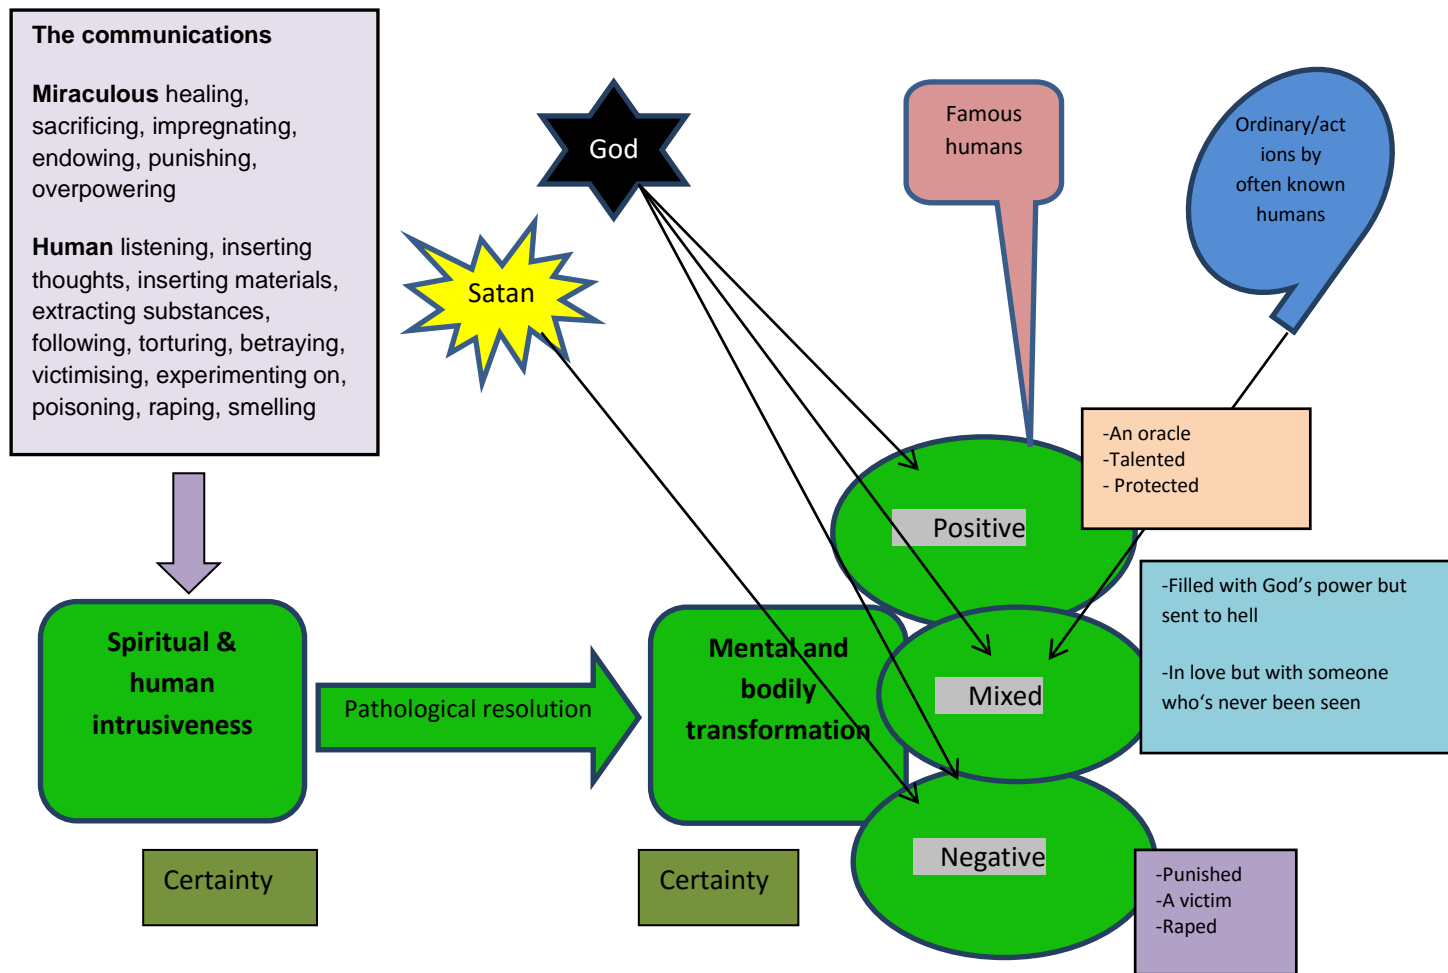 The communications
Miraculous healing,
sacrificing, impregnating,
endowing, punishing,
overpowering
Human listening, inserting
thoughts, inserting materials,
extracting substances,
following, torturing, betraying,
victimising, experimenting on,
poisoning, raping, smelling
God
Satan
Famous
humans
Ordinary/act
ions by
often known
humans
-An oracle
-Talented
- Protected
Positive
-Filled with God’s power but
sent to hell
-In love but with someone
who‘s never been seen
Spiritual &
human
intrusiveness
Pathological resolution
Mental and
bodily
transformation
Mixed
Negative
Certainty
Certainty
-Punished
-A victim
-Raped